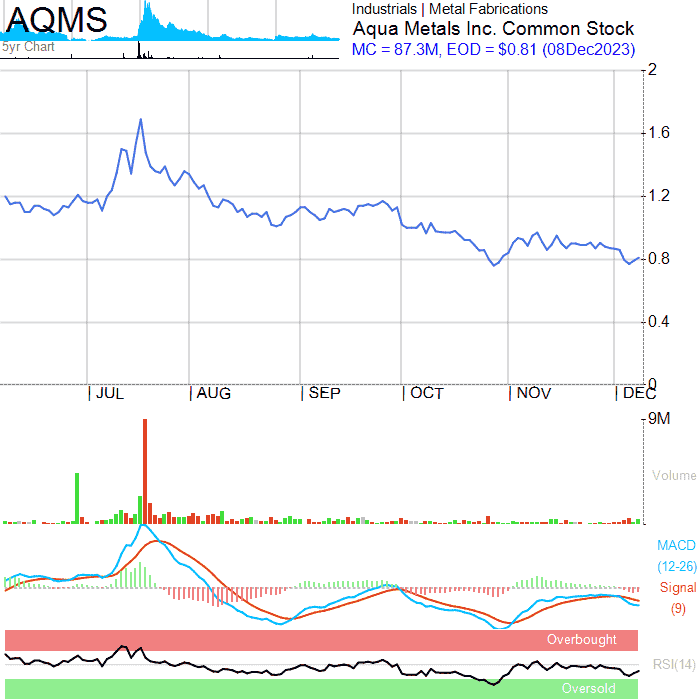 AQMS
5yr Chart
Industrials | Metal Fabrications
Aqua Metals Inc. Common Stock
MC = 87.3M, EOD = $0.81 (08Dec2023)
2
1.6
1.2
0.8
0.4
0
| JUL | AUG | SEP | OCT | NOV | DEC
9M
Volume
MACD
(12-26)
Signal
(9)
Overbought
RSI(14)
Oversold